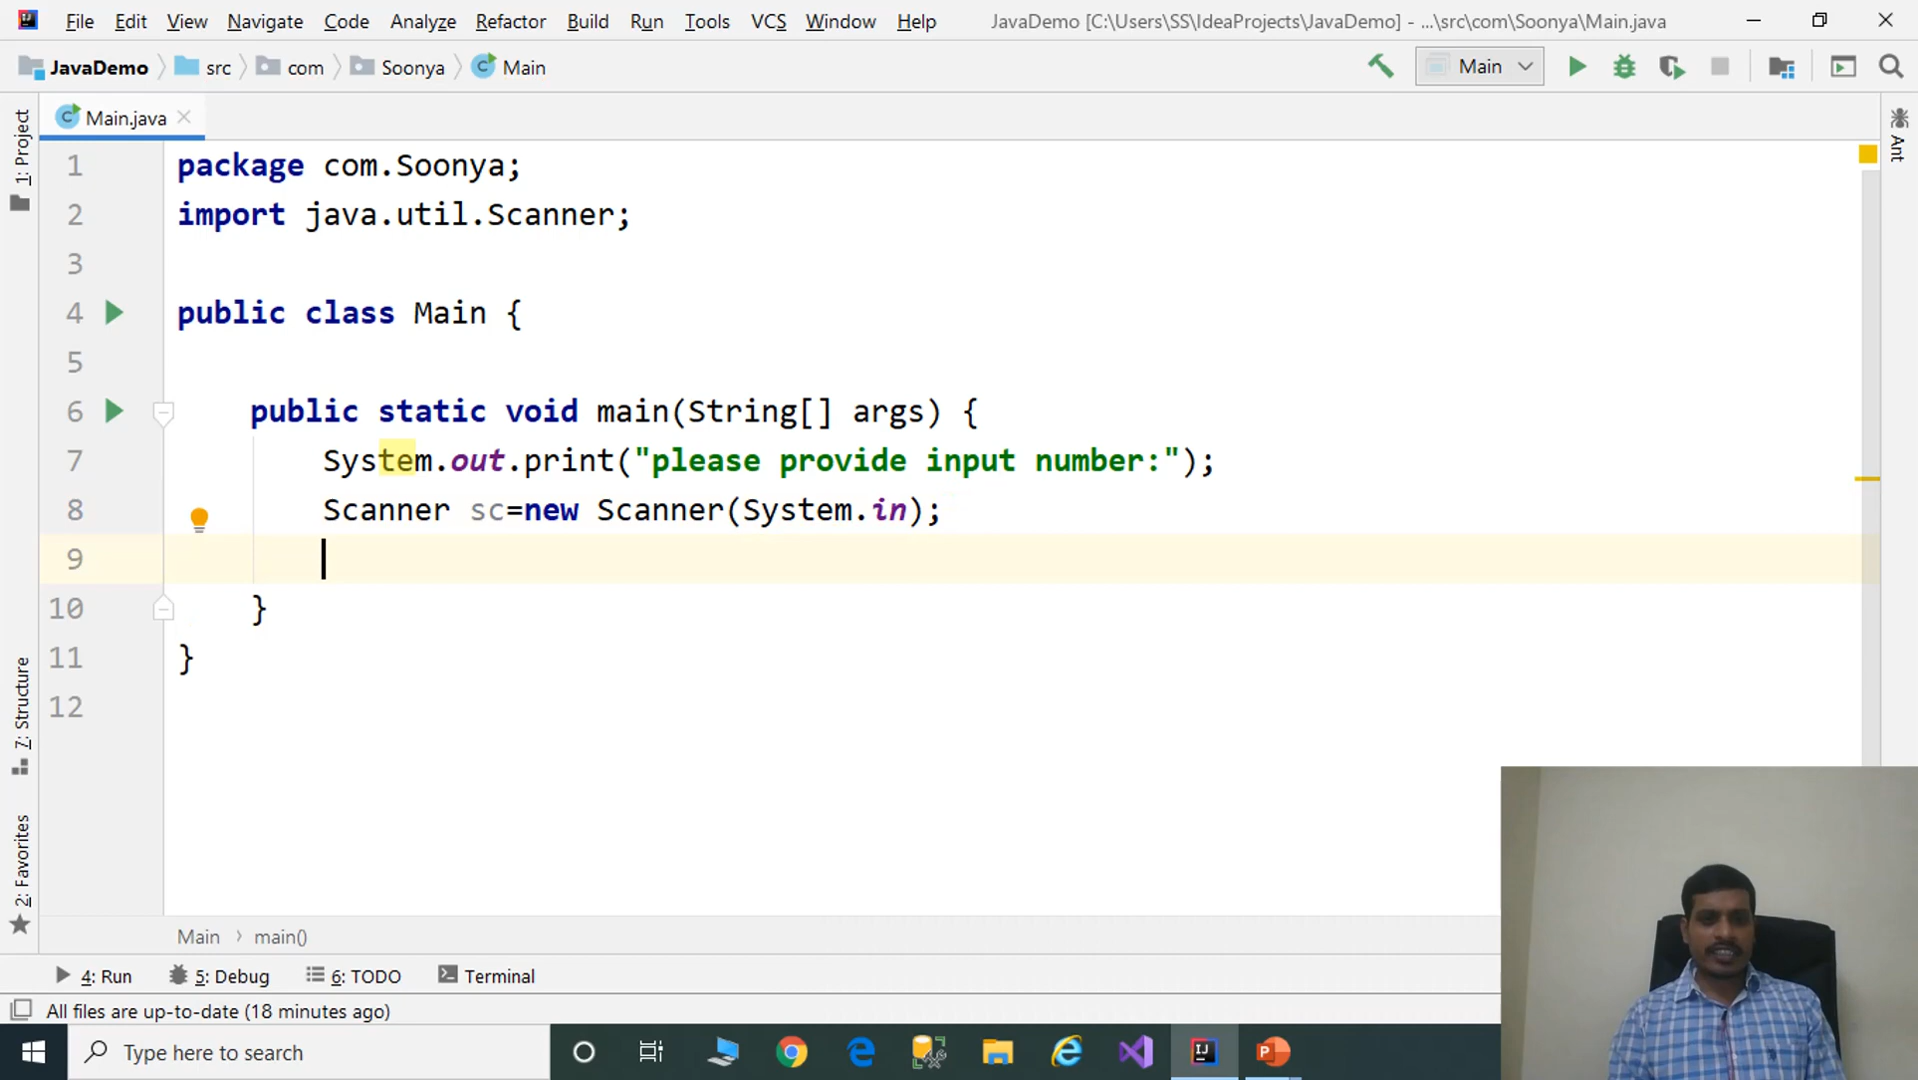 File Edit View Navigate Code Analyze Refactor Build Run Tools VCS Window Help JavaDemo [C:\Users\SS\IdeaProjects\JavaDemo] - ...\src\com\Soonya\Main.java
JavaDemo src com Soonya Main Main
Main.java
1: Project
Ant
1 package com.Soonya;
2 import java.util.Scanner;
3
4 public class Main {
5
6 public static void main(String[] args) {
7 System.out.print("please provide input number:");
8 Scanner sc=new Scanner(System.in);
9
10 }
11 }
12
7: Structure
2: Favorites
Main main()
4: Run 5: Debug 6: TODO Terminal
All files are up-to-date (18 minutes ago)
Type here to search